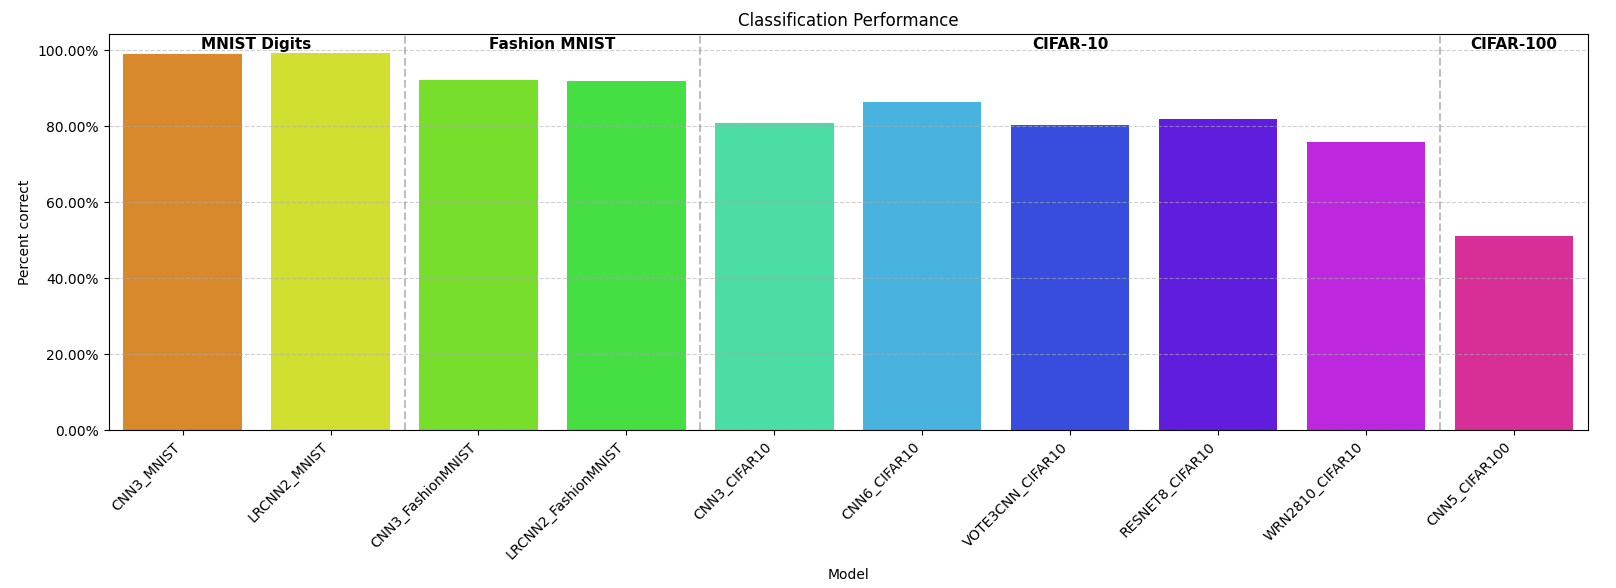 Classification Performance
MNIST Digits
Fashion MNIST
CIFAR-10
CIFAR-100
Percent correct
100.00%
80.00%
60.00%
40.00%
20.00%
0.00%
CNN3_MNIST
LRCNN2_MNIST
CNN3_FashionMNIST
LRCNN2_FashionMNIST
CNN3_CIFAR10
CNN6_CIFAR10
VOTE3CNN_CIFAR10
RESNET8_CIFAR10
WRN2810_CIFAR10
CNN5_CIFAR100
Model